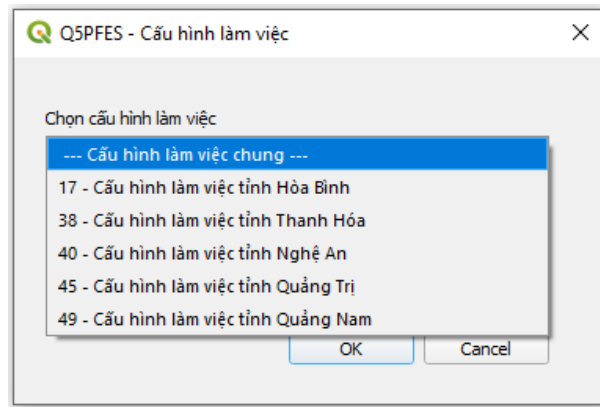 Q5PFES - Cấu hình làm việc
Chọn cấu hình làm việc
--- Cấu hình làm việc chung ---
17 - Cấu hình làm việc tỉnh Hòa Bình
38 - Cấu hình làm việc tỉnh Thanh Hóa
40 - Cấu hình làm việc tỉnh Nghệ An
45 - Cấu hình làm việc tỉnh Quảng Trị
49 - Cấu hình làm việc tỉnh Quảng Nam
OK Cancel